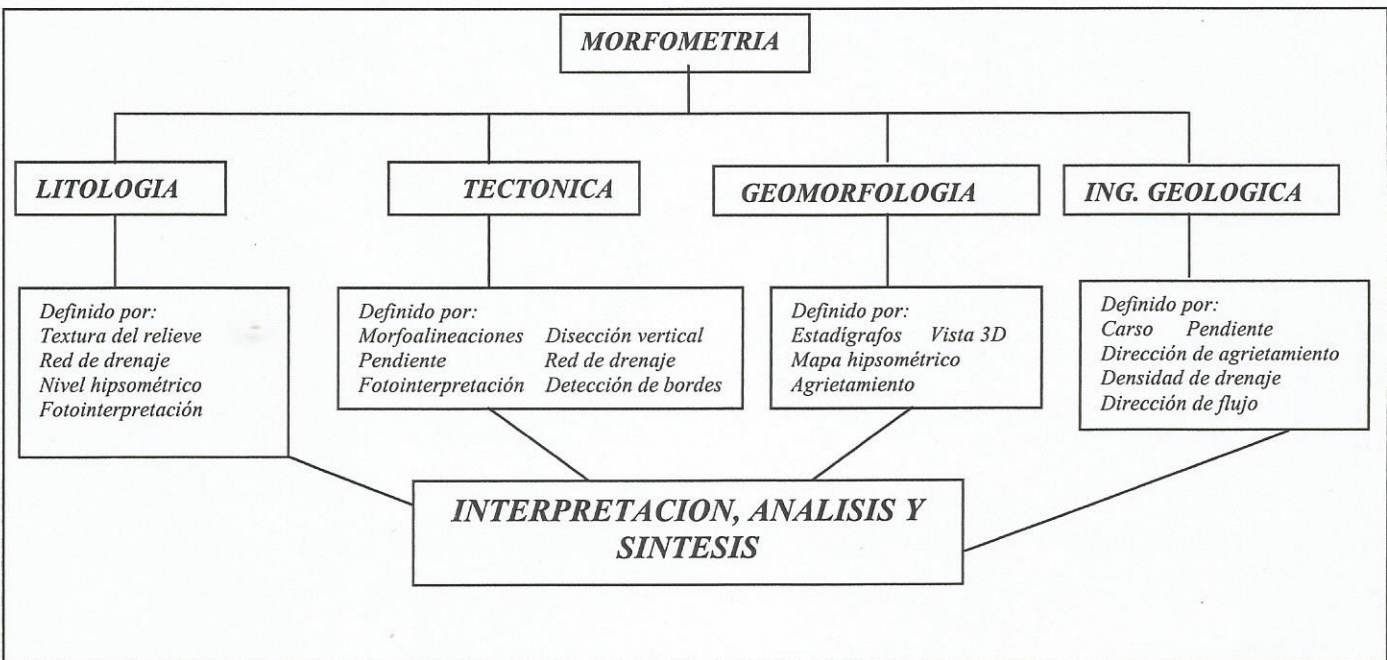 MORFOMETRIA
LITOLOGIA
TECTONICA
GEOMORFOLOGIA
ING. GEOLOGICA
Definido por:
Textura del relieve
Red de drenaje
Nivel hipsométrico
Fotointerpretación
Definido por:
Morfoalineaciones Disección vertical
Pendiente Red de drenaje
Fotointerpretación Detección de bordes
Definido por:
Estadígrafos Vista 3D
Mapa hipsométrico
Agrietamiento
Definido por:
Carso Pendiente
Dirección de agrietamiento
Densidad de drenaje
Dirección de flujo
INTERPRETACION, ANALISIS Y
SINTESIS